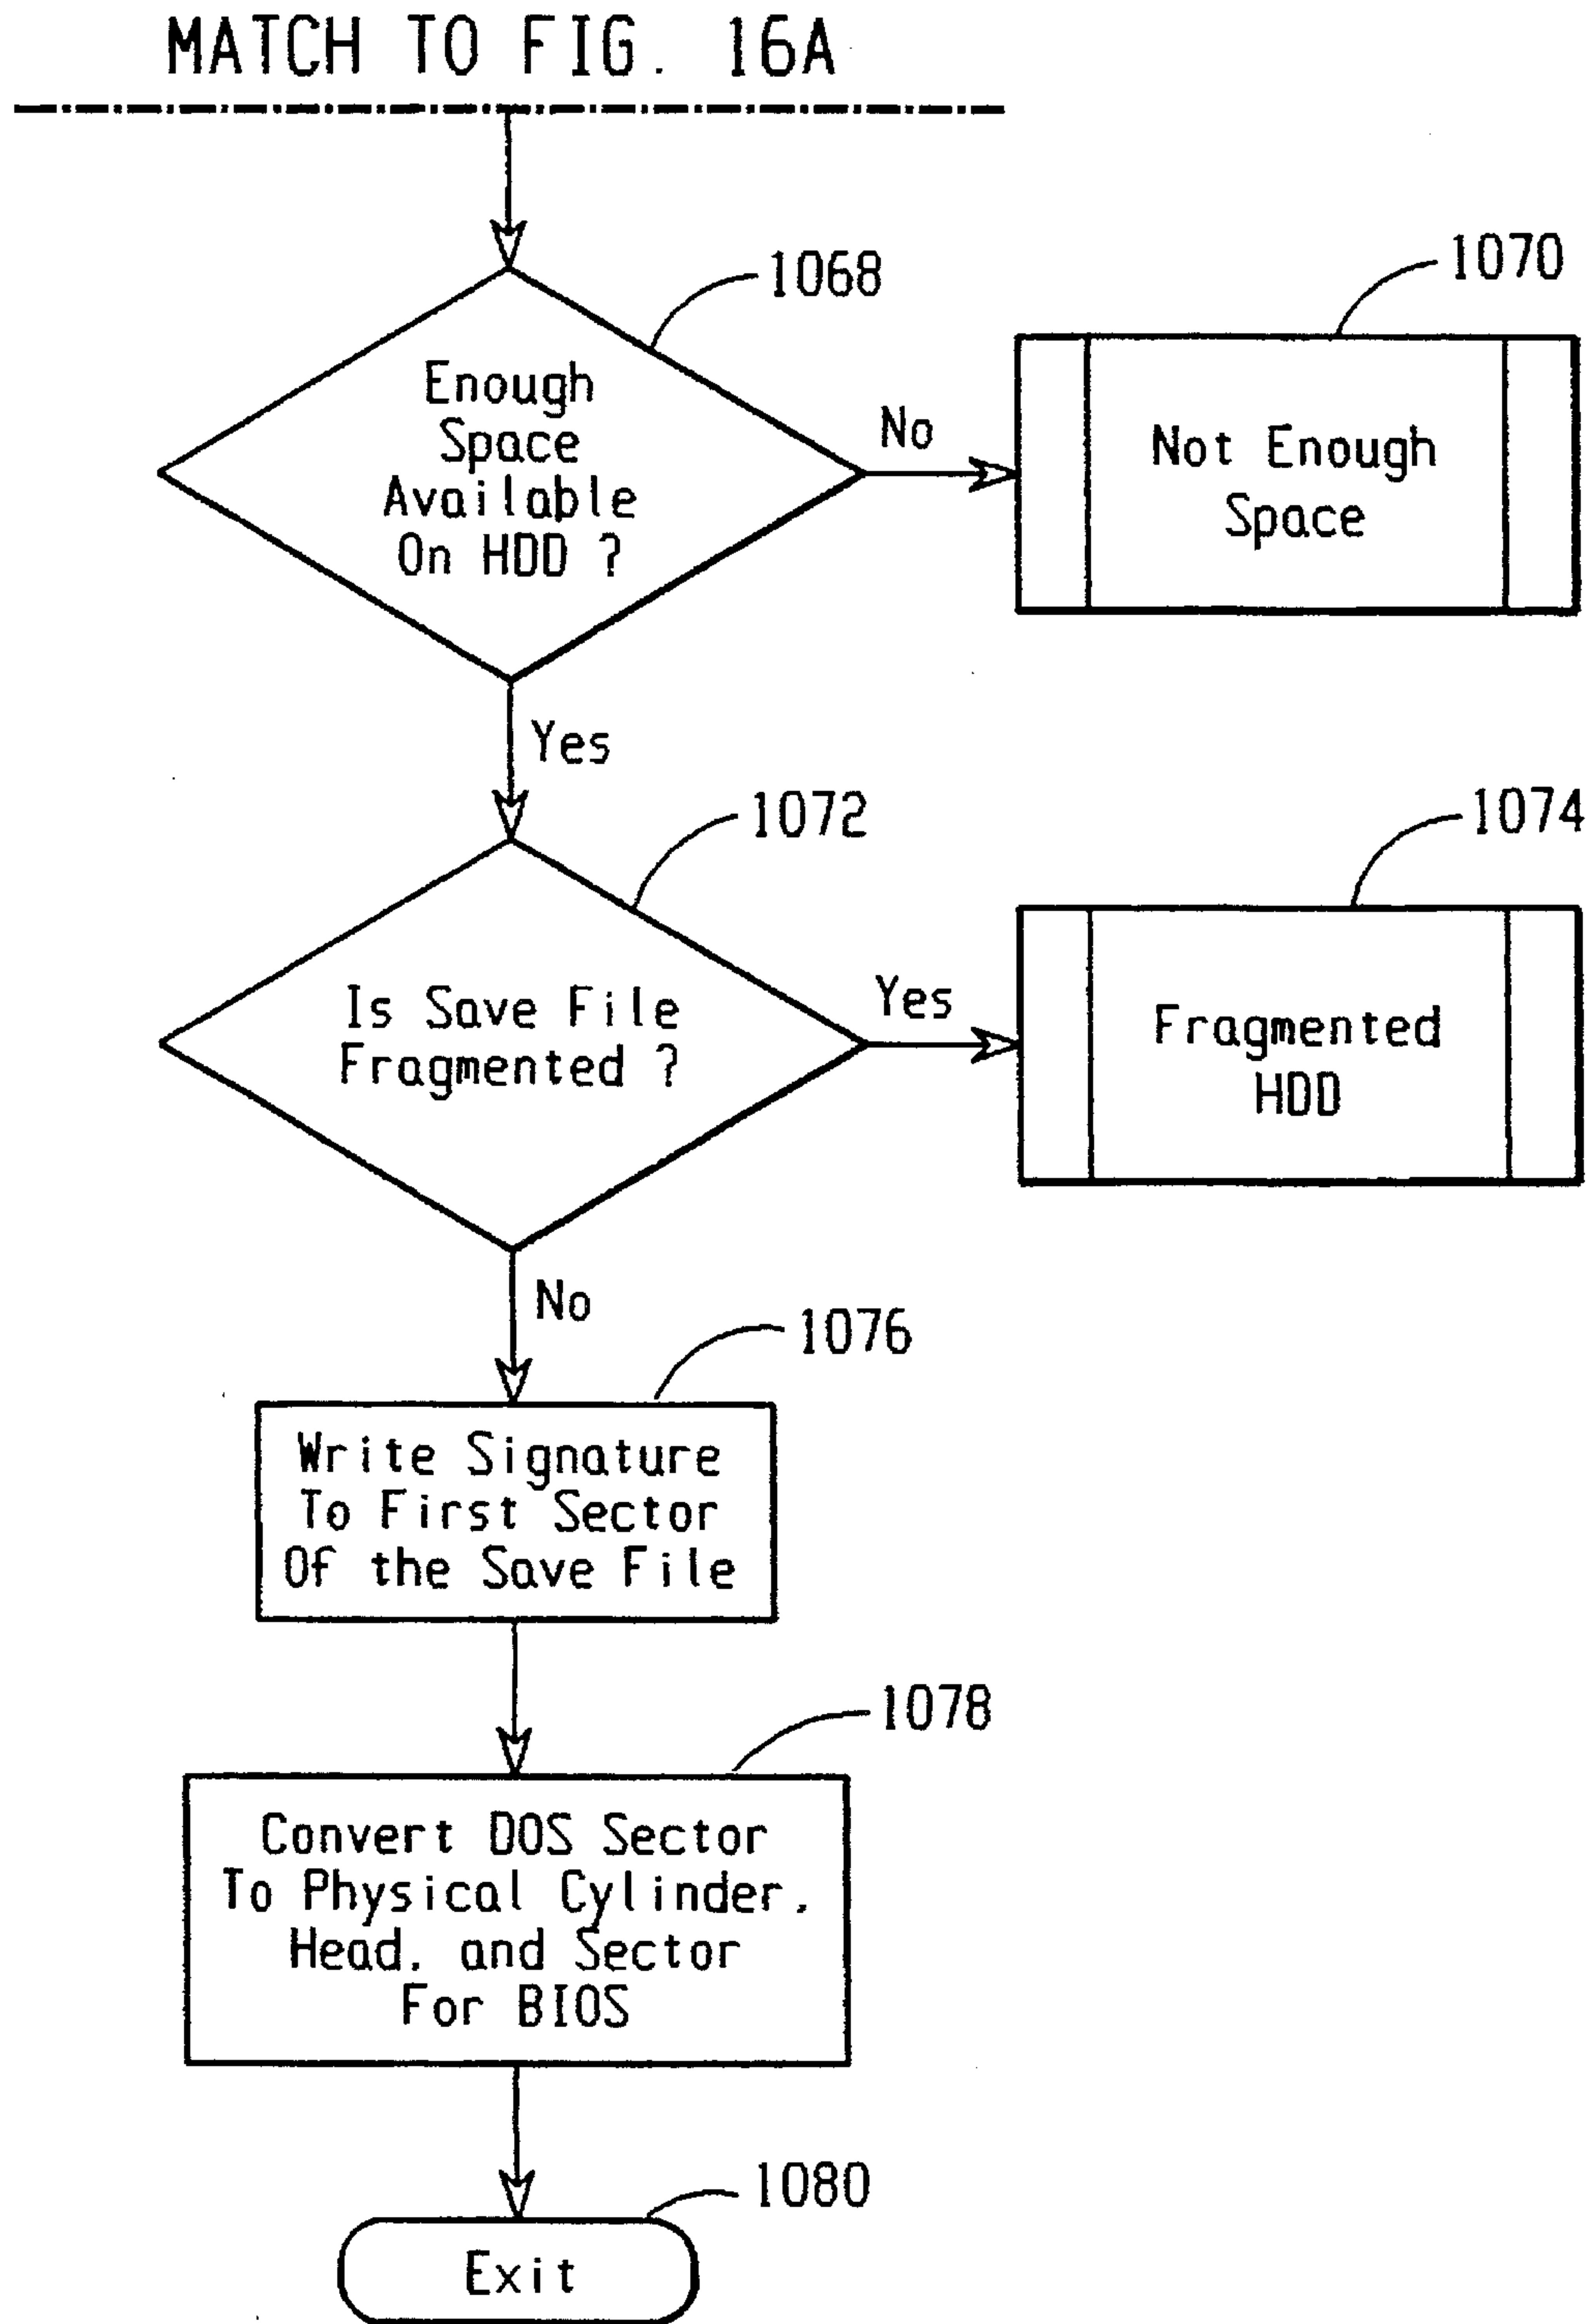 MATCH TO FIG. 16A
1068
1070
Enough
Space
Available
On HDD ?
No
Not Enough
Space
Yes
1072
1074
Is Save File
Fragmented ?
Yes
Fragmented
HDD
No
1076
Write Signature
To First Sector
Of the Save File
1078
Convert DOS Sector
To Physical Cylinder,
Head, and Sector
For BIOS
1080
Exit